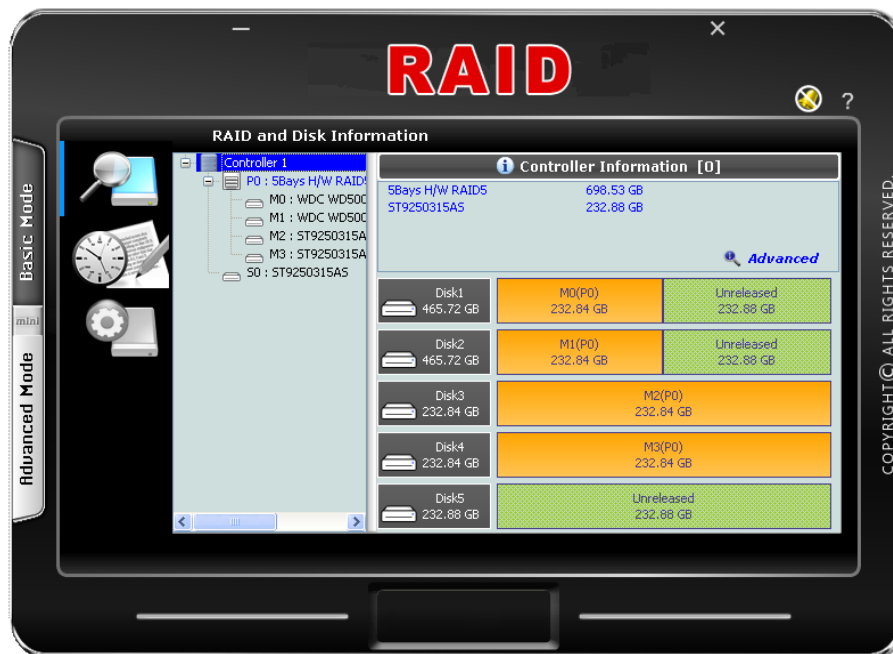 RAID
?
RAID and Disk Information
Basic Mode
mini
Advanced Mode
Controller 1
P0 : 5Bays H/W RAID5
M0 : WDC WD500
M1 : WDC WD500
M2 : ST9250315A
M3 : ST9250315A
S0 : ST9250315AS
Controller Information [0]
5Bays H/W RAID5 698.53 GB
ST9250315AS 232.88 GB
Advanced
Disk1
465.72 GB
M0(P0)
232.84 GB
Unreleased
232.88 GB
Disk2
465.72 GB
M1(P0)
232.84 GB
Unreleased
232.88 GB
Disk3
232.84 GB
M2(P0)
232.84 GB
Disk4
232.84 GB
M3(P0)
232.84 GB
Disk5
232.88 GB
Unreleased
232.88 GB
COPYRIGHT© ALL RIGHTS RESERVED.